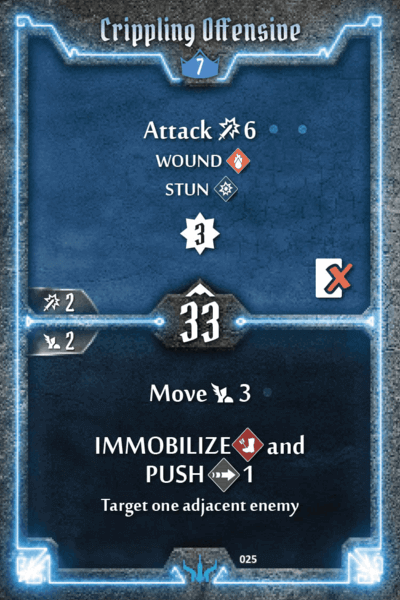 Crippling Offensive
7
Attack 6
WOUND
STUN
3
2
33
2
Move 3
IMMOBILIZE and
PUSH 1
Target one adjacent enemy
025